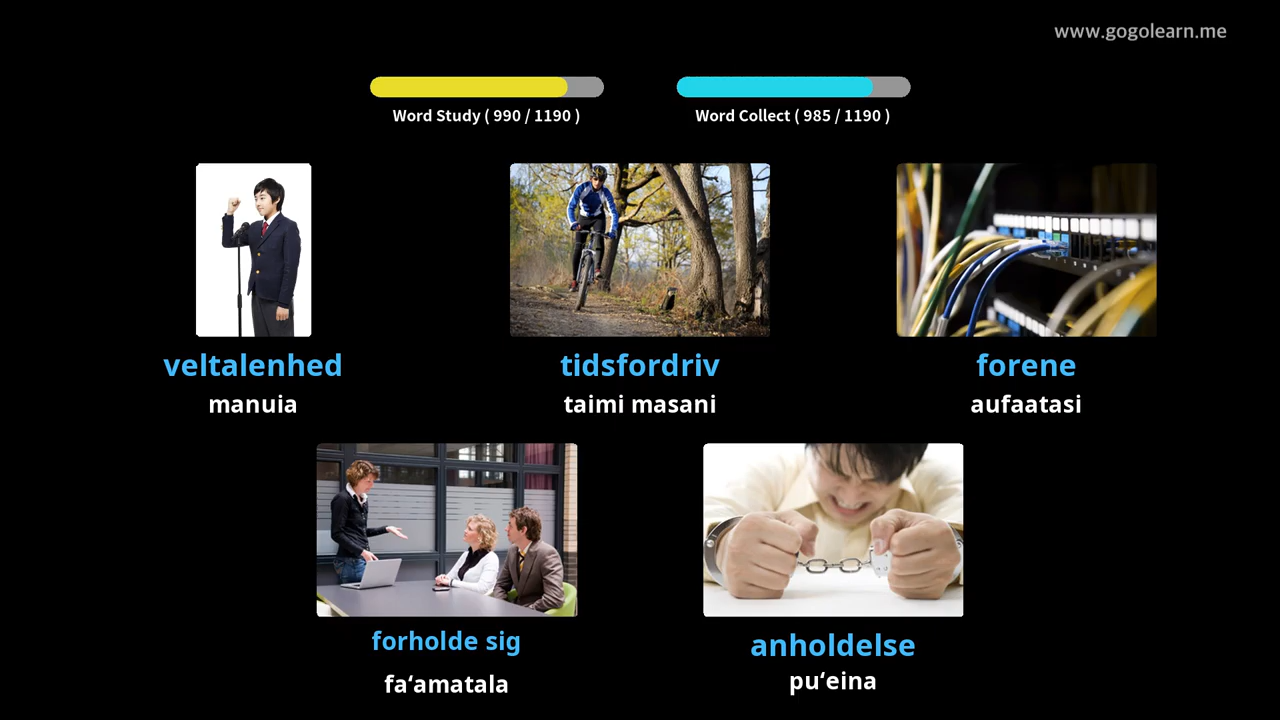 www.gogolearn.me
Word Study ( 990 / 1190 )
Word Collect ( 985 / 1190 )
veltalenhed
manuia
tidsfordriv
taimi masani
forene
aufaatasi
forholde sig
faʻamatala
anholdelse
puʻeina